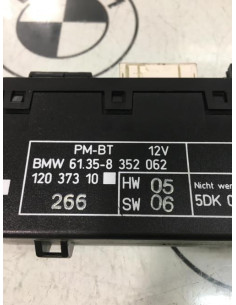 PM-BT 12V
BMW 61.35-8 352 062
120 373 10 HW 05
266 SW 06
Nicht wer
5DK 0